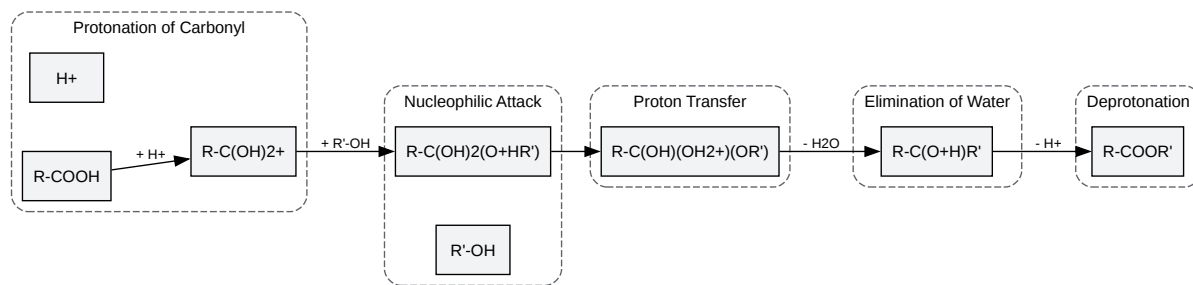 Protonation of Carbonyl
H+
R-COOH
+ H+
R-C(OH)2+
+ R'-OH
Nucleophilic Attack
R-C(OH)2(O+HR')
R'-OH
Proton Transfer
R-C(OH)(OH2+)(OR')
- H2O
Elimination of Water
R-C(O+H)R'
- H+
Deprotonation
R-COOR'